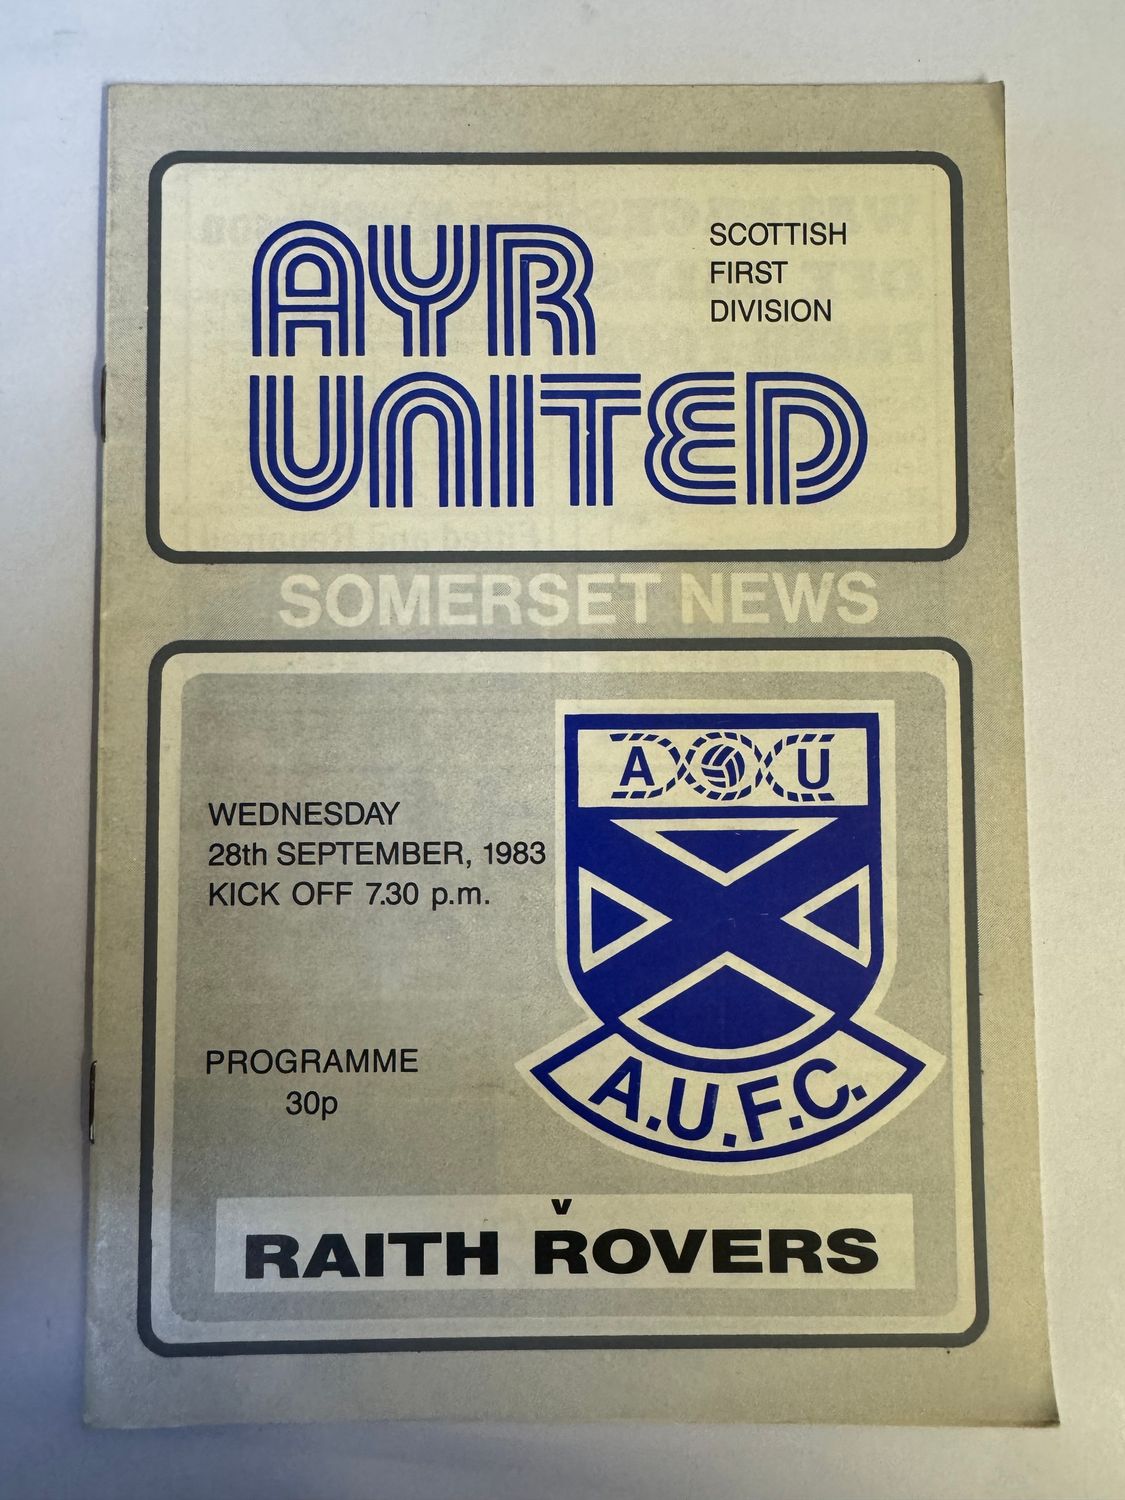 AYR
UNITED
SCOTTISH
FIRST
DIVISION
SOMERSET NEWS
A U
WEDNESDAY
28th SEPTEMBER, 1983
KICK OFF 7.30 p.m.
PROGRAMME
30p
A.U.F.C.
v
RAITH ROVERS